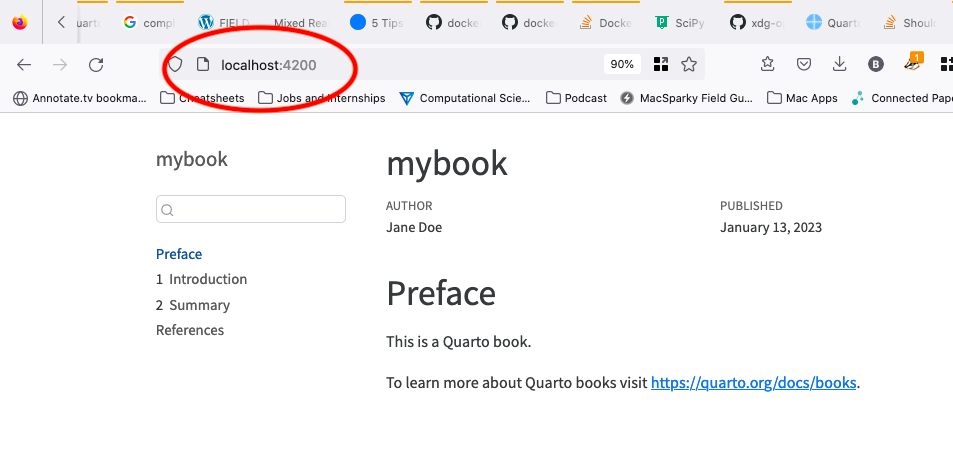 uarto
compl
FIELD
Mixed Rea
5 Tips
docke
docke
Docke
SciPy
xdg-o
Quart
Shoul
localhost:4200
90%
B
1
Annotate.tv bookma...
Cheatsheets
Jobs and Internships
Computational Scie...
Podcast
MacSparky Field Gu...
Mac Apps
Connected Pape
mybook
Preface
1 Introduction
2 Summary
References
mybook
AUTHOR
PUBLISHED
Jane Doe
January 13, 2023
Preface
This is a Quarto book.
To learn more about Quarto books visit https://quarto.org/docs/books.